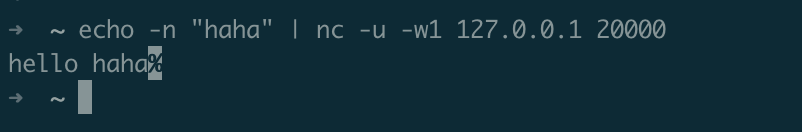 → ~ echo -n "haha" | nc -u -w1 127.0.0.1 20000
hello haha%
→ ~